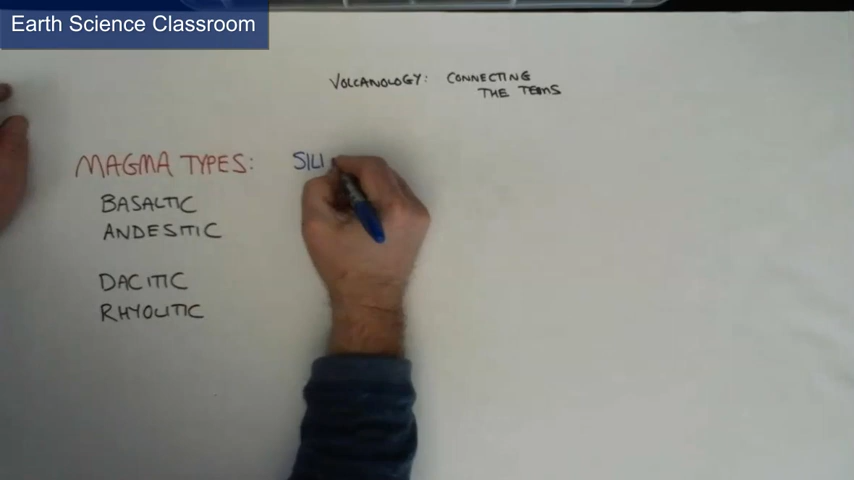 Earth Science Classroom
VOLCANOLOGY: CONNECTING
THE TERMS
MAGMA TYPES: SILI
BASALTIC
ANDESITIC
DACITIC
RHYOLITIC